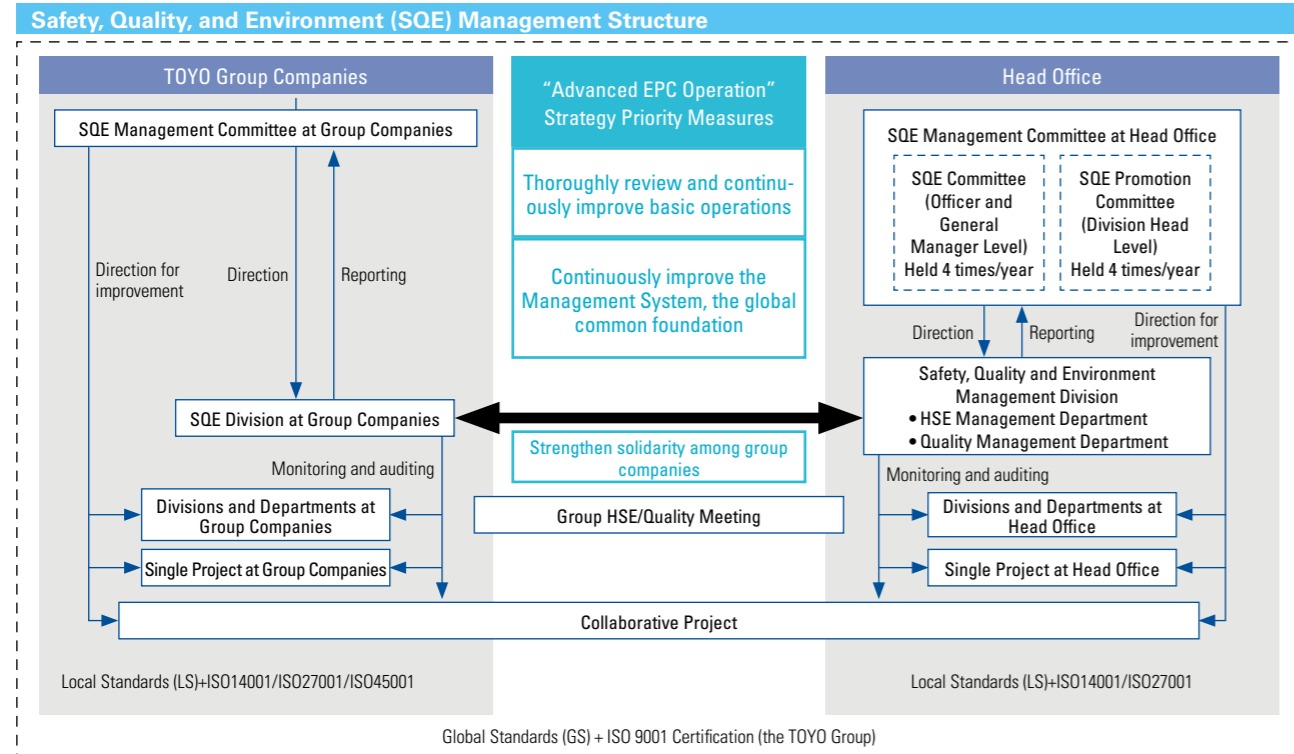 Safety, Quality, and Environment (SQE) Management Structure
TOYO Group Companies
SQE Management Committee at Group Companies
Direction for
improvement
Direction
Reporting
SQE Division at Group Companies
Monitoring and auditing
Divisions and Departments at
Group Companies
Single Project at Group Companies
Local Standards (LS)+ISO14001/ISO27001/ISO45001
“Advanced EPC Operation”
Strategy Priority Measures
Thoroughly review and continu-
ously improve basic operations
Continuously improve the
Management System, the global
common foundation
Strengthen solidarity among group
companies
Group HSE/Quality Meeting
Head Office
SQE Management Committee at Head Office
SQE Committee
(Officer and
General
Manager Level)
Held 4 times/year
SQE Promotion
Committee
(Division Head
Level)
Held 4 times/year
Direction
Reporting
Direction for
improvement
Safety, Quality and Environment
Management Division
• HSE Management Department
• Quality Management Department
Monitoring and auditing
Divisions and Departments at
Head Office
Single Project at Head Office
Collaborative Project
Local Standards (LS)+ISO14001/ISO27001
Global Standards (GS) + ISO 9001 Certification (the TOYO Group)